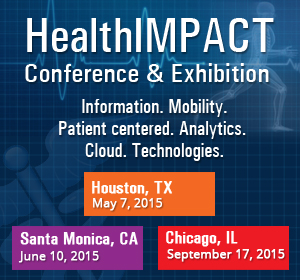 HealthIMPACT
Conference & Exhibition
Information. Mobility.
Patient centered. Analytics.
Cloud. Technologies.
Houston, TX
May 7, 2015
Santa Monica, CA
June 10, 2015
Chicago, IL
September 17, 2015